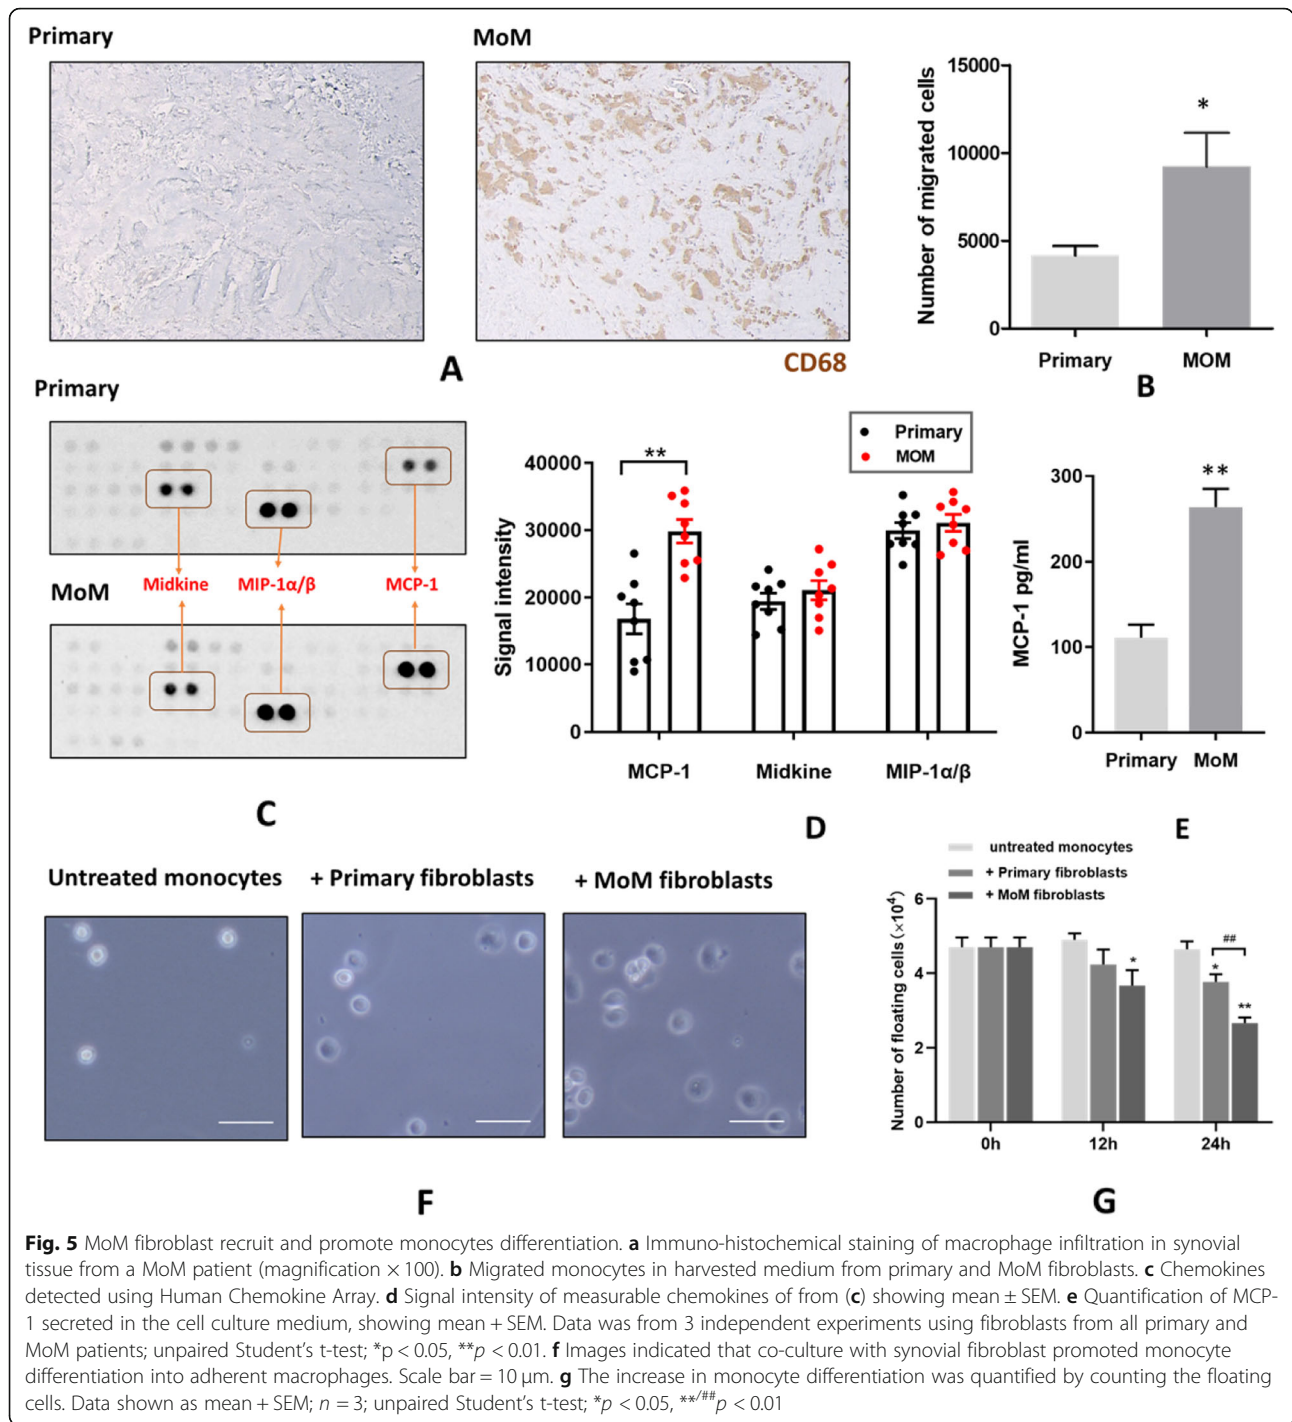 Primary
MoM
CD68
A
Number of migrated cells
15000
10000
5000
0
*
Primary
MOM
B
Primary
MoM
Midkine
MIP-1α/β
MCP-1
C
Signal intensity
40000
30000
20000
10000
0
**
Primary
MOM
MCP-1
Midkine
MIP-1α/β
D
MCP-1 pg/ml
300
200
100
0
**
Primary
MoM
E
Untreated monocytes
+ Primary fibroblasts
+ MoM fibroblasts
F
untreated monocytes
+ Primary fibroblasts
+ MoM fibroblasts
Number of floating cells (×10⁴)
6
4
2
0
*
*
##
**
0h
12h
24h
G
Fig. 5 MoM fibroblast recruit and promote monocytes differentiation. a Immuno-histochemical staining of macrophage infiltration in synovial
tissue from a MoM patient (magnification × 100). b Migrated monocytes in harvested medium from primary and MoM fibroblasts. c Chemokines
detected using Human Chemokine Array. d Signal intensity of measurable chemokines of from (c) showing mean ± SEM. e Quantification of MCP-
1 secreted in the cell culture medium, showing mean + SEM. Data was from 3 independent experiments using fibroblasts from all primary and
MoM patients; unpaired Student's t-test; *p < 0.05, **p < 0.01. f Images indicated that co-culture with synovial fibroblast promoted monocyte
differentiation into adherent macrophages. Scale bar = 10 μm. g The increase in monocyte differentiation was quantified by counting the floating
cells. Data shown as mean + SEM; n = 3; unpaired Student's t-test; *p < 0.05, **/##p < 0.01